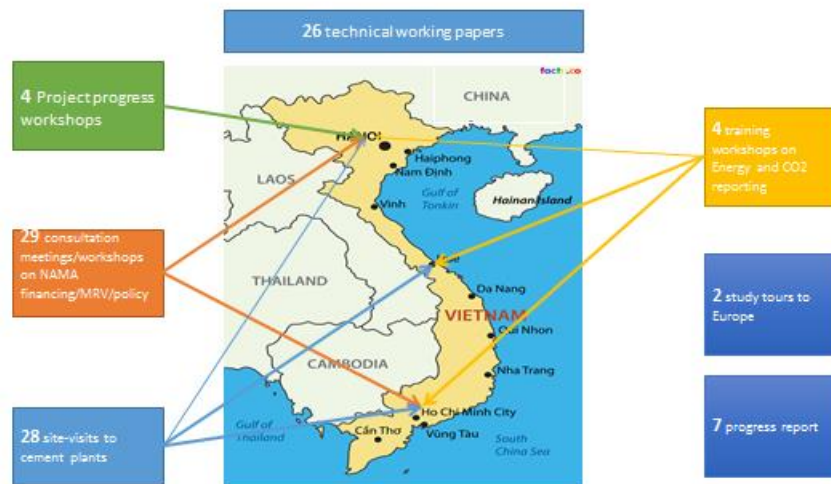 26 technical working papers
4 Project progress
workshops
29 consultation
meetings/workshops
on NAMA
financing/MRV/policy
28 site-visits to
cement plants
CHINA
HANOI
Haiphong
Nam Định
LAOS
Gulf of
Tonkin
Hainan Island
Vinh
THAILAND
Da Nang
VIETNAM
Qui Nhon
CAMBODIA
Nha Trang
Ho Chi Minh City
Gulf of
Thailand
Cần Thơ
Vũng Tàu
South
China Sea
4 training
workshops on
Energy and CO2
reporting
2 study tours to
Europe
7 progress report